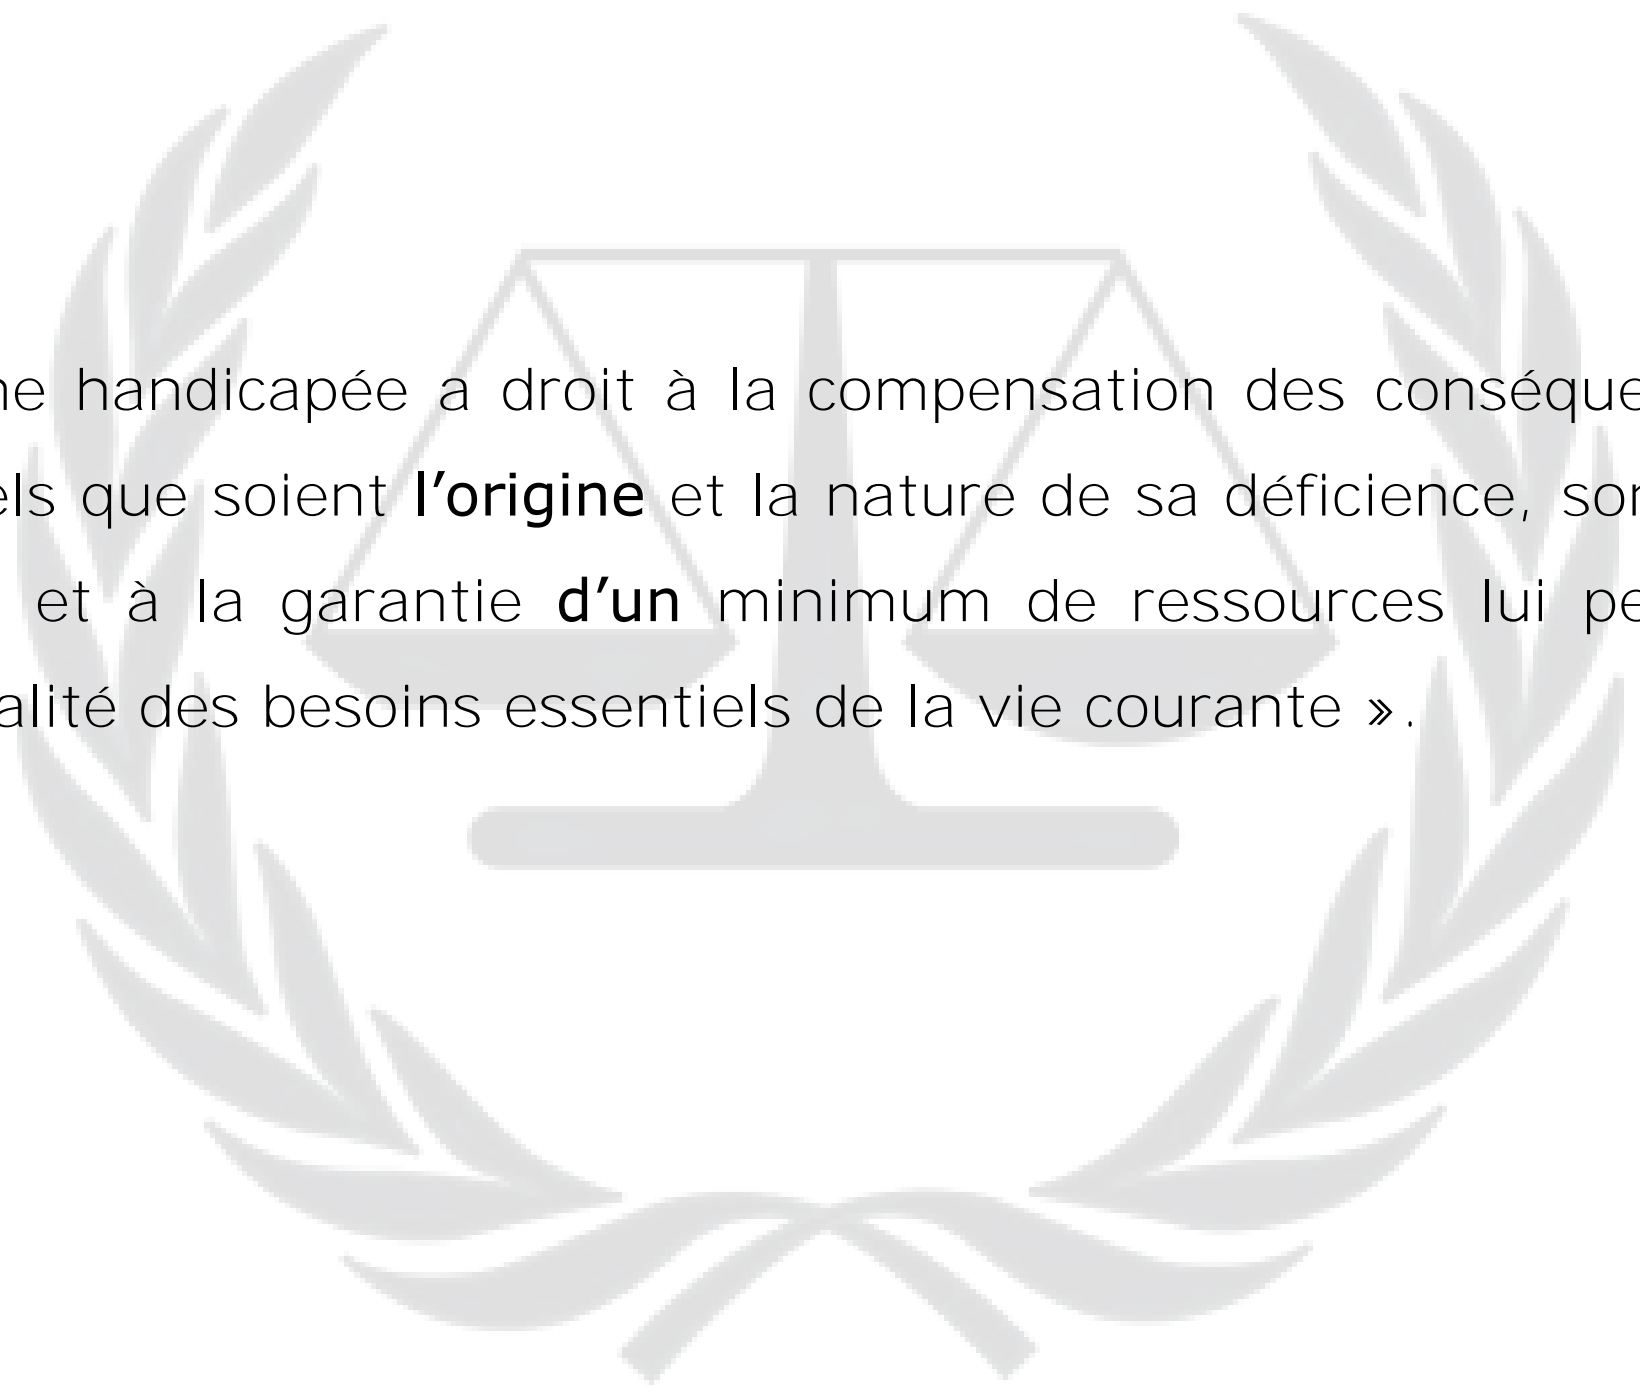 ne handicapée a droit à la compensation des conséque
els que soient l’origine et la nature de sa déficience, son
et à la garantie d’un minimum de ressources lui pe
alité des besoins essentiels de la vie courante ».